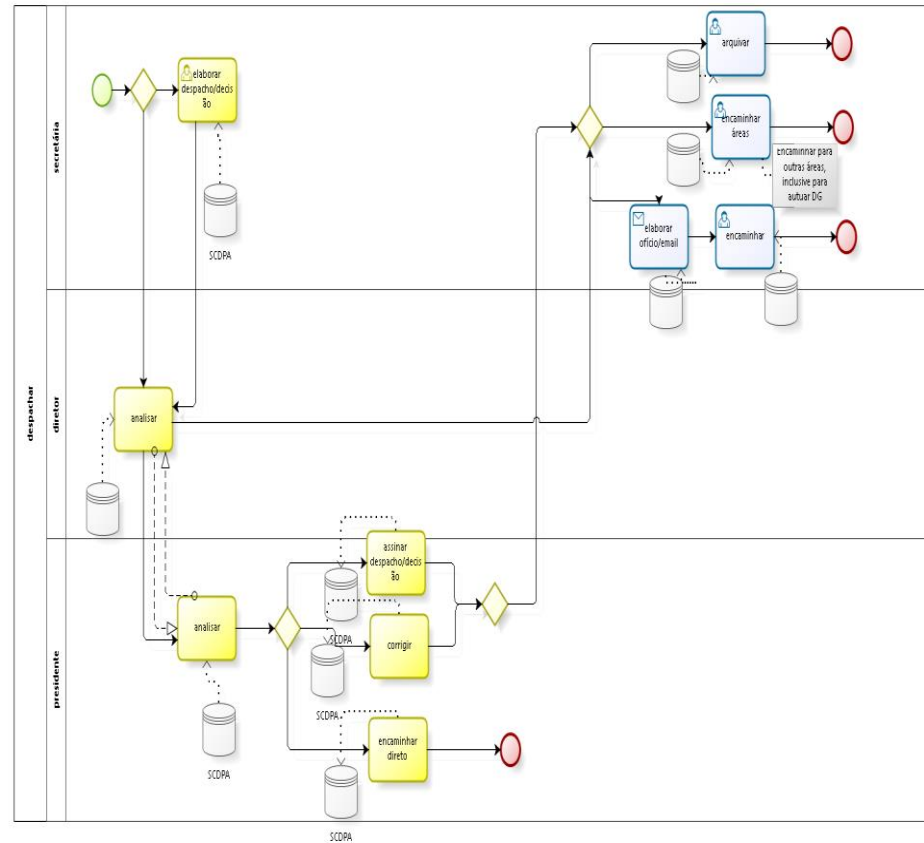 despachar
secretária
elaborar
despacho/decis
ão
SCDPA
arquivar
encaminhar
áreas
Encaminhar para
outras áreas,
inclusive para
autuar DG
elaborar
ofício/email
encaminhar
diretor
analisar
presidente
assinar
despacho/decis
ão
analisar
SCDPA
corrigir
SCDPA
SCDPA
encaminhar
direto
SCDPA